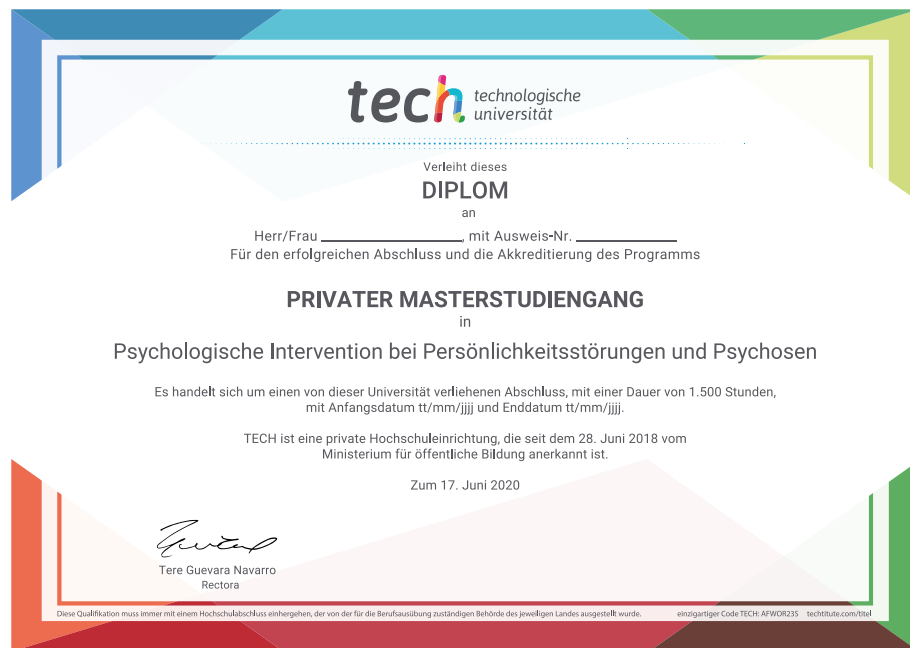 tech technologische
universität
Verleiht dieses
DIPLOM
an
Herr/Frau ____________, mit Ausweis-Nr. ____________
Für den erfolgreichen Abschluss und die Akkreditierung des Programms
PRIVATER MASTERSTUDIENGANG
in
Psychologische Intervention bei Persönlichkeitsstörungen und Psychosen
Es handelt sich um einen von dieser Universität verliehenen Abschluss, mit einer Dauer von 1.500 Stunden,
mit Anfangsdatum tt/mm/jjjj und Enddatum tt/mm/jjjj.
TECH ist eine private Hochschuleinrichtung, die seit dem 28. Juni 2018 vom
Ministerium für öffentliche Bildung anerkannt ist.
Zum 17. Juni 2020
Tere Guevara Navarro
Rectora
Diese Qualifikation muss immer mit einem Hochschulabschluss einhergehen, der von der für die Berufsausübung zuständigen Behörde des jeweiligen Landes ausgestellt wurde. einzigartiger Code TECH: AFWOR23S techtitute.com/titel